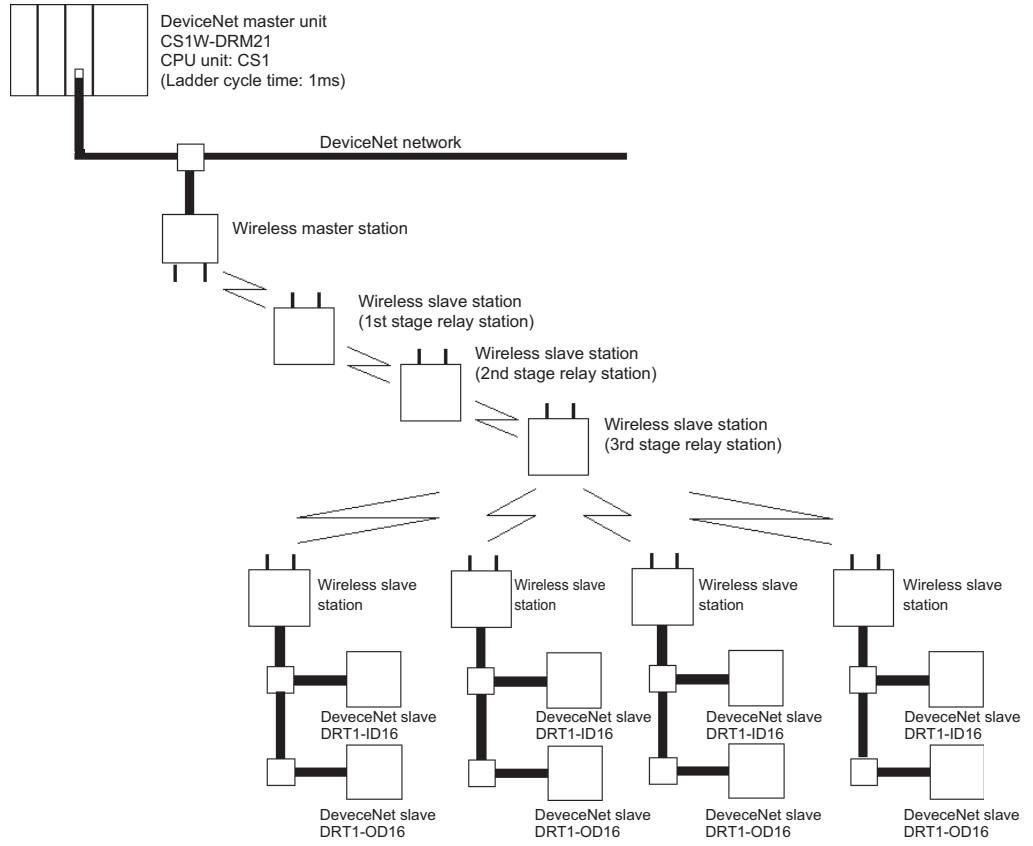 DeviceNet master unit
CS1W-DRM21
CPU unit: CS1
(Ladder cycle time: 1ms)
DeviceNet network
Wireless master station
Wireless slave station
(1st stage relay station)
Wireless slave station
(2nd stage relay station)
Wireless slave station
(3rd stage relay station)
Wireless slave
station
Wireless slave
station
Wireless slave
station
Wireless slave
station
DeveceNet slave
DRT1-ID16
DeveceNet slave
DRT1-ID16
DeveceNet slave
DRT1-ID16
DeveceNet slave
DRT1-ID16
DeveceNet slave
DRT1-OD16
DeveceNet slave
DRT1-OD16
DeveceNet slave
DRT1-OD16
DeveceNet slave
DRT1-OD16